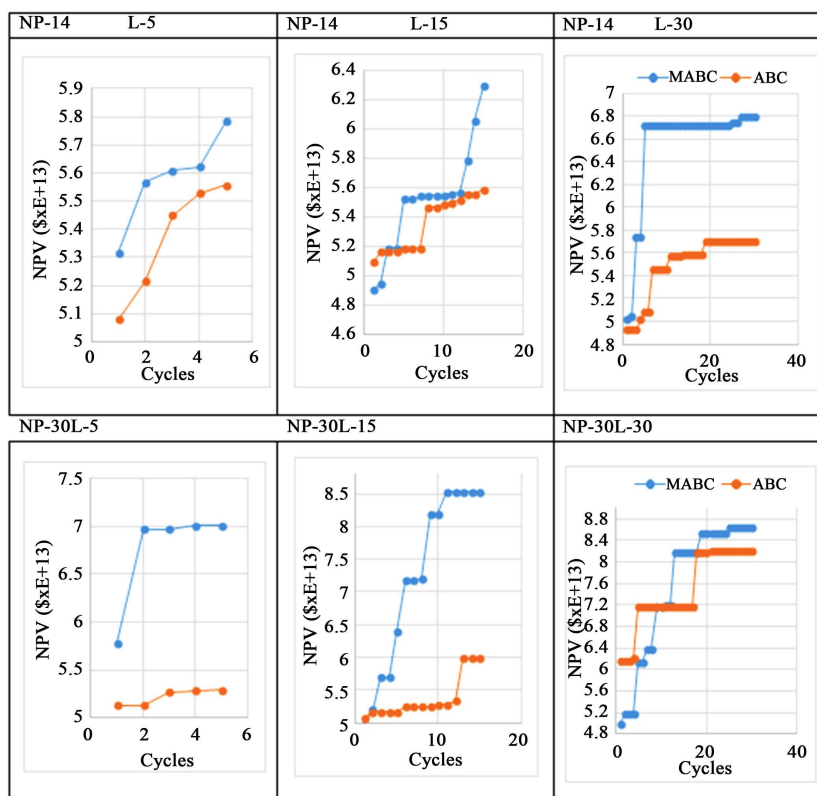 NP-14 L-5
5.9
5.8
5.7
5.6
5.5
5.4
5.3
5.2
5.1
5
0 2 4 6
NPV ($xE+13)
Cycles
NP-14 L-15
6.4
6.2
6
5.8
5.6
5.4
5.2
5
4.8
4.6
0 10 20
NPV ($xE+13)
Cycles
NP-14 L-30
MABC ABC
7
6.8
6.6
6.4
6.2
6
5.8
5.6
5.4
5.2
5
4.8
0 20 40
NPV ($xE+13)
Cycles
NP-30L-5
7.5
7
6.5
6
5.5
5
0 2 4 6
NPV ($xE+13)
Cycles
NP-30L-15
8.5
8
7.5
7
6.5
6
5.5
5
0 10 20
NPV ($xE+13)
Cycles
NP-30L-30
MABC ABC
8.8
8.4
8
7.6
7.2
6.8
6.4
6
5.6
5.2
4.8
0 20 40
NPV ($xE+13)
Cycles